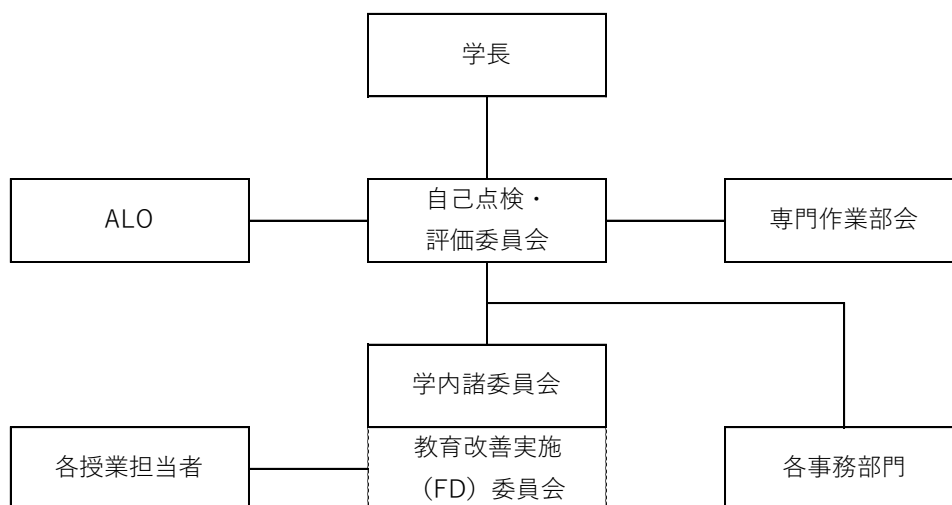 学長
ALO
自己点検・
評価委員会
専門作業部会
学内諸委員会
各授業担当者
教育改善実施
（FD）委員会
各事務部門